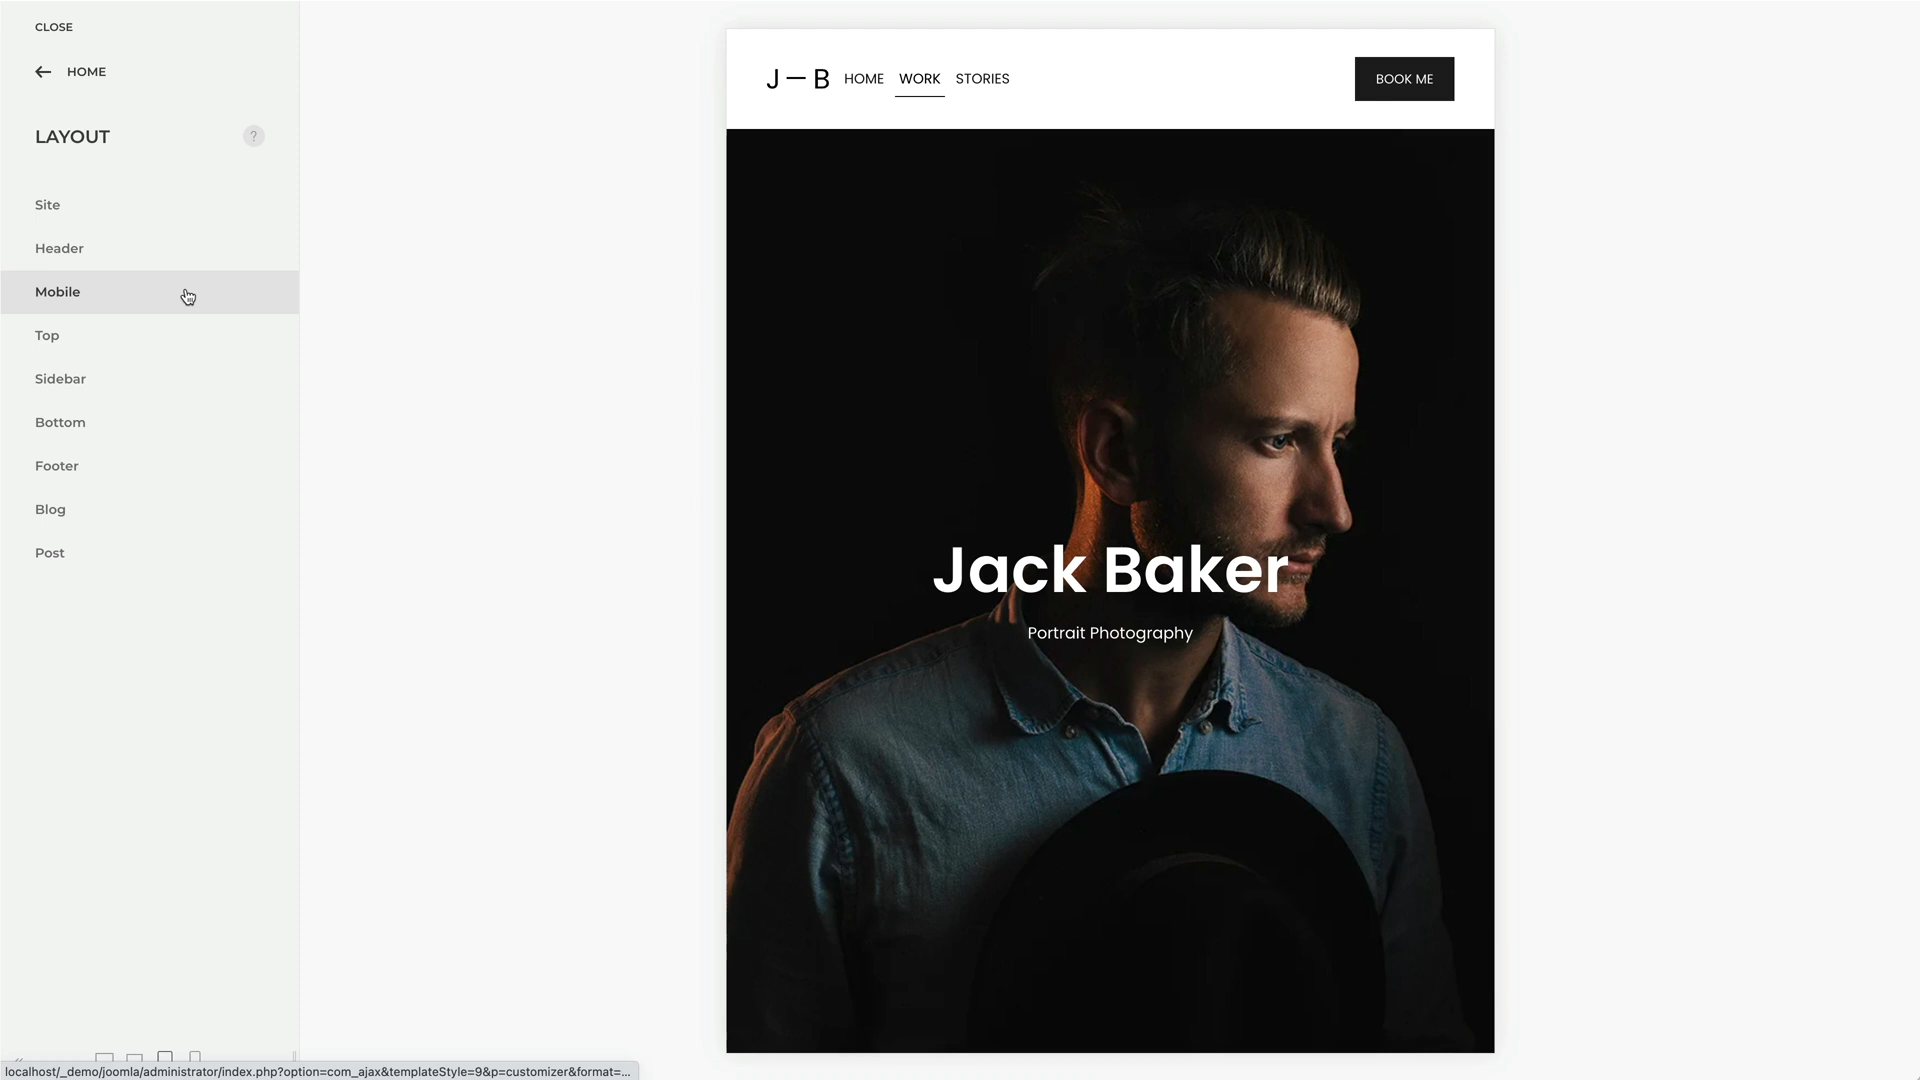 CLOSE
HOME
LAYOUT
?
Site
Header
Mobile
Top
Sidebar
Bottom
Footer
Blog
Post
J — B
HOME
WORK
STORIES
BOOK ME
Jack Baker
Portrait Photography
localhost/_demo/joomla/administrator/index.php?option=com_ajax&templateStyle=9&p=customizer&format=...